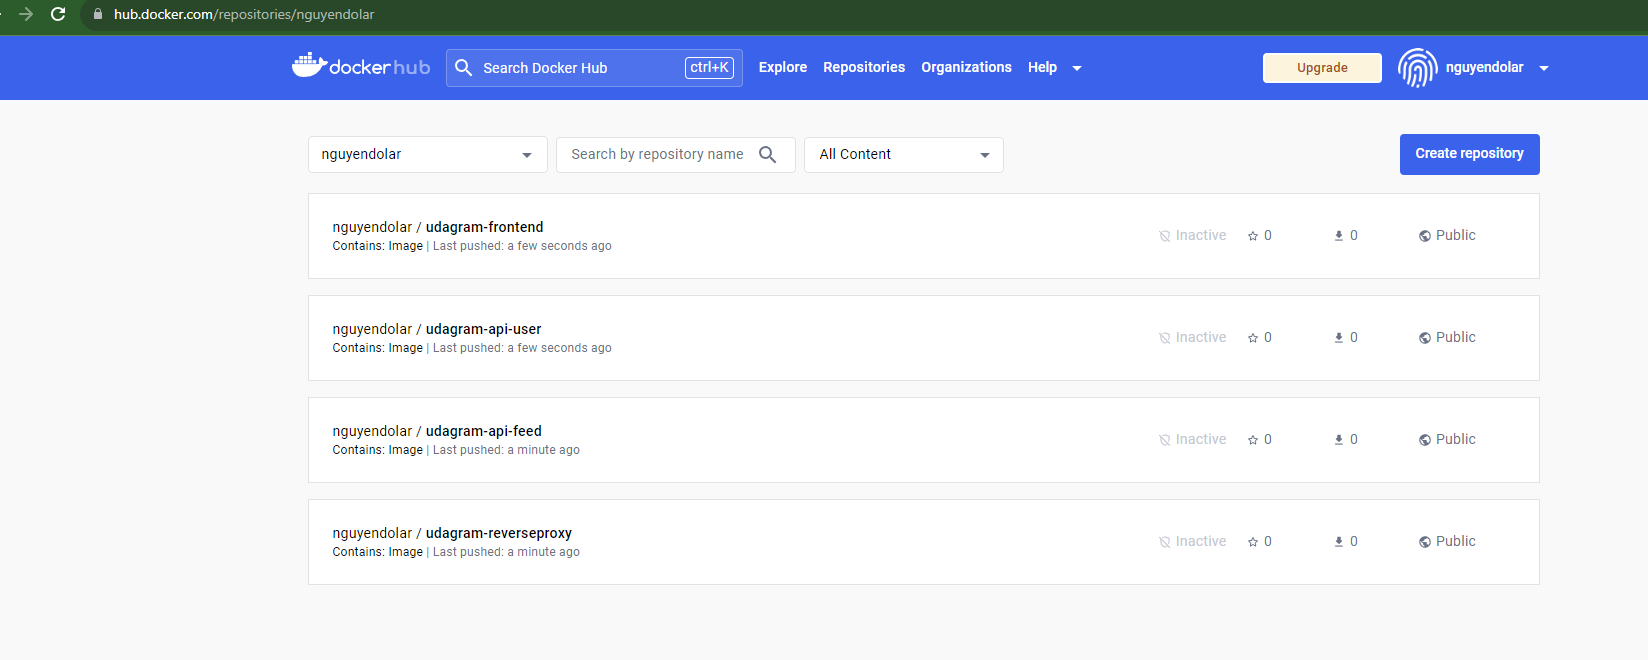 hub.docker.com/repositories/nguyendolar
docker hub Search Docker Hub ctrl+K Explore Repositories Organizations Help Upgrade nguyendolar
nguyendolar Search by repository name All Content Create repository
nguyendolar / udagram-frontend
Contains: Image | Last pushed: a few seconds ago
Inactive 0 0 Public
nguyendolar / udagram-api-user
Contains: Image | Last pushed: a few seconds ago
Inactive 0 0 Public
nguyendolar / udagram-api-feed
Contains: Image | Last pushed: a minute ago
Inactive 0 0 Public
nguyendolar / udagram-reverseproxy
Contains: Image | Last pushed: a minute ago
Inactive 0 0 Public